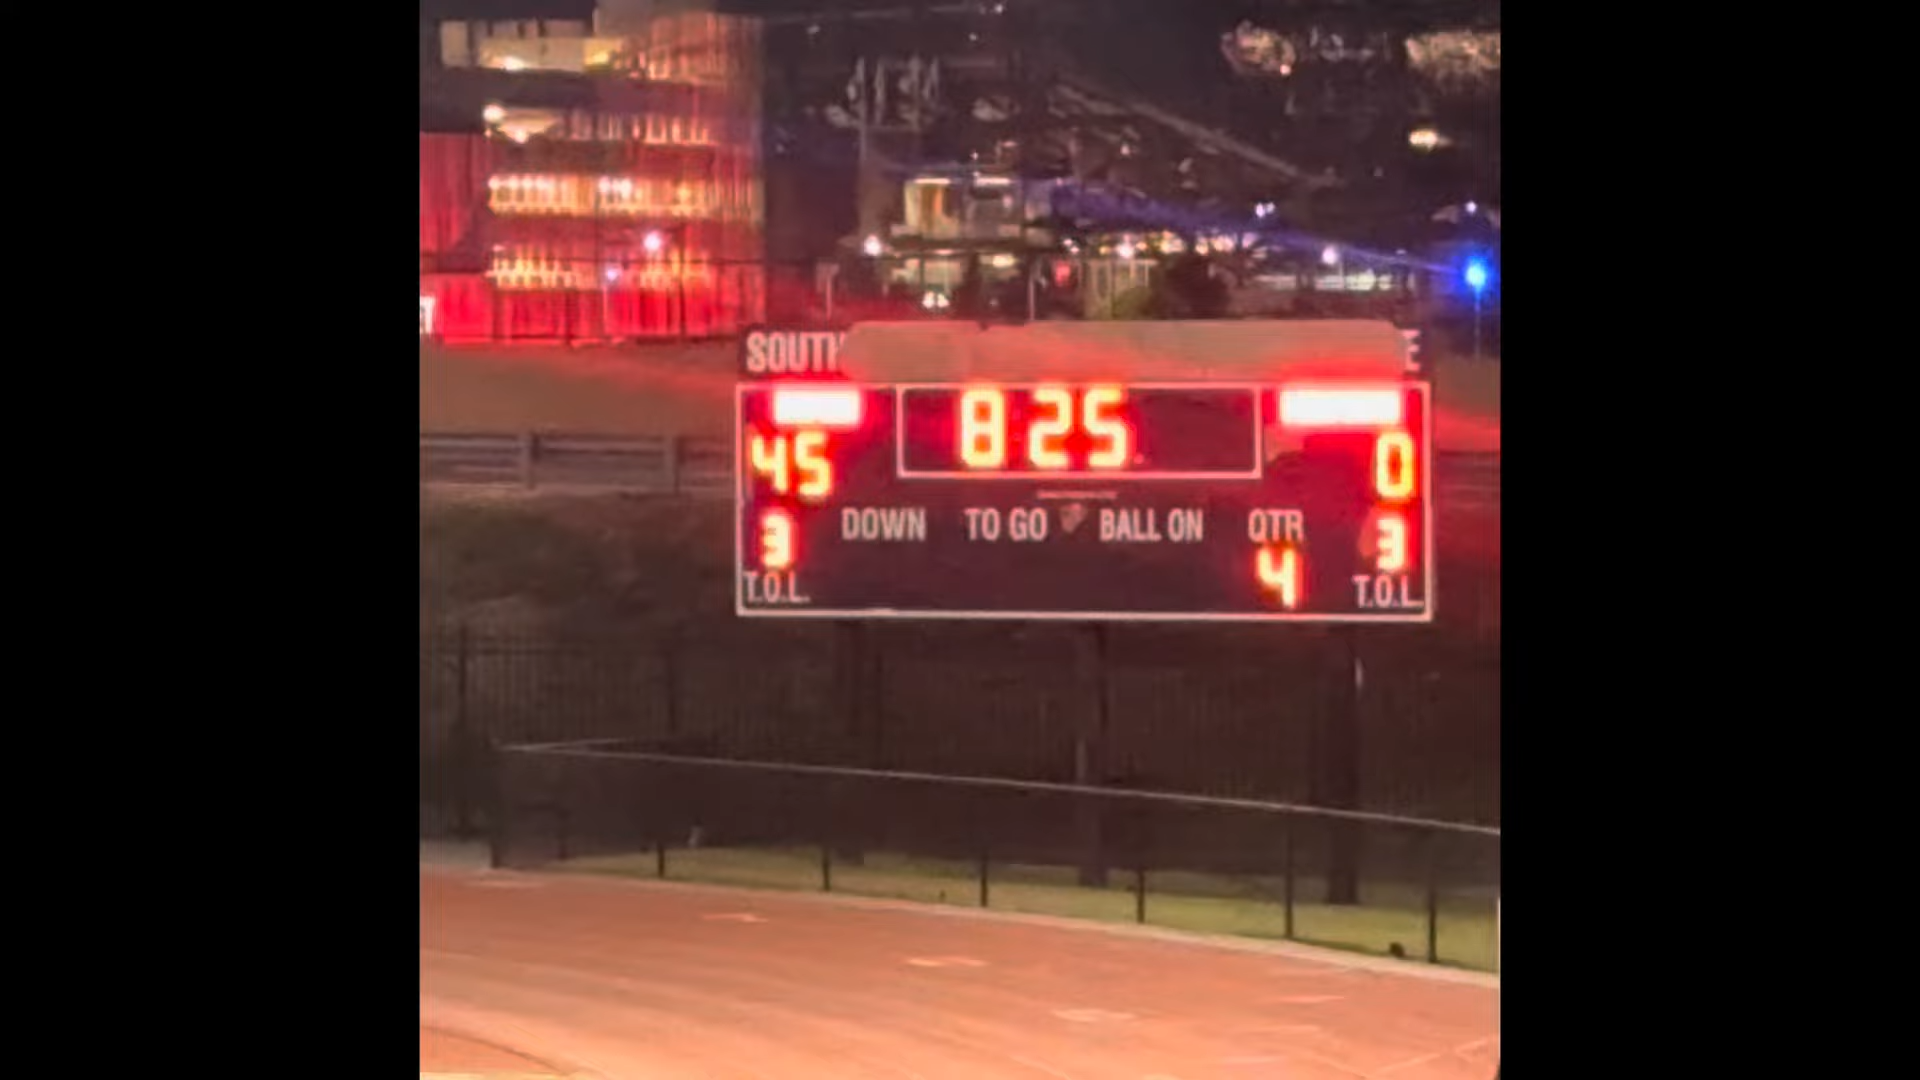 SOUTH E
8 25
45 0
DOWN TO GO BALL ON QTR
3 4 3
T.O.L. T.O.L.